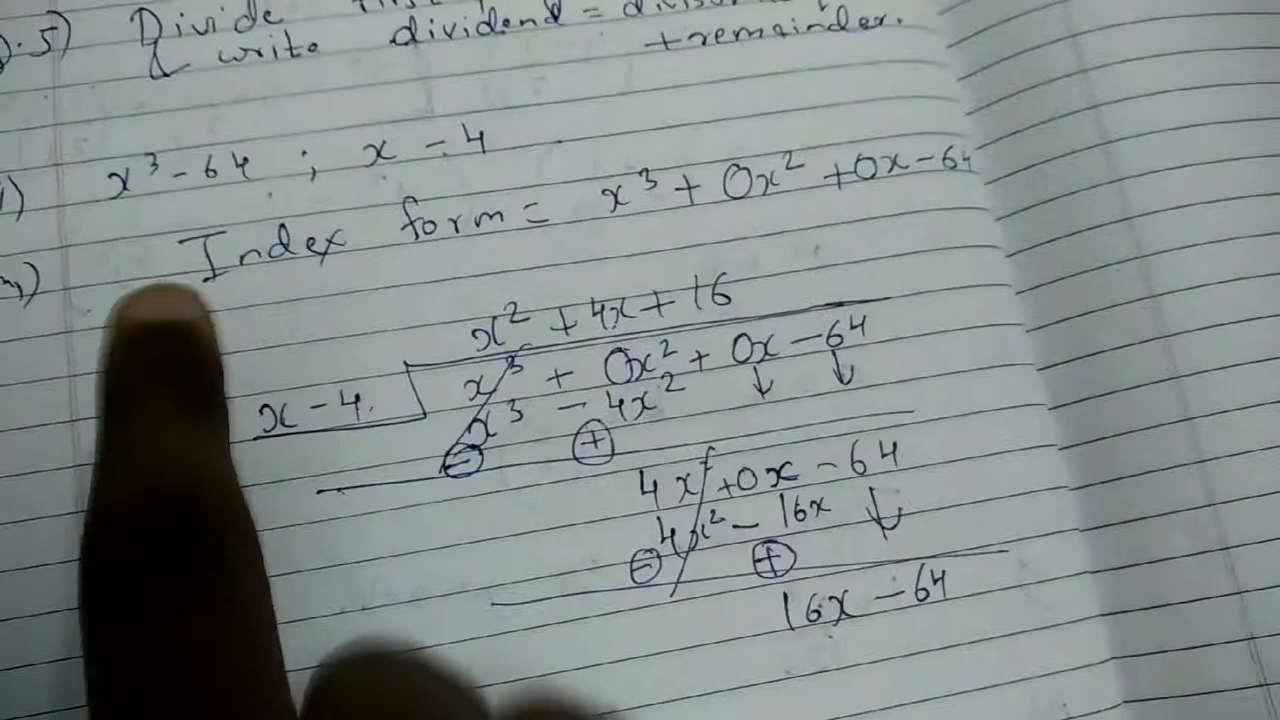 Q.5) Divide
& write dividend = divisor
+ remainder.
i) x³ - 64 ; x - 4
Index form = x³ + 0x² + 0x - 64
x² + 4x + 16
x - 4 x³ + 0x² + 0x - 64
x³ - 4x² ↓ ↓
⊖ ⊕
4x² + 0x - 64
4x² - 16x ↓
⊖ ⊕
16x - 64